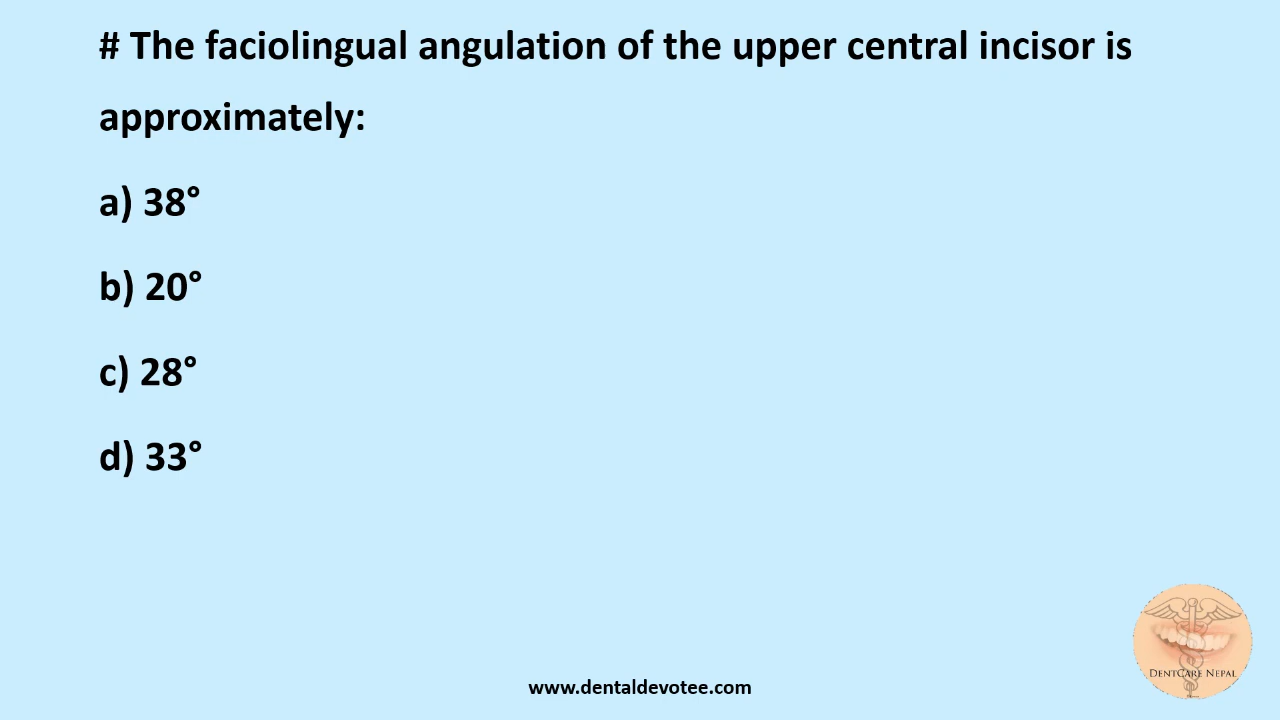 # The faciolingual angulation of the upper central incisor is
approximately:
a) 38°
b) 20°
c) 28°
d) 33°
DentCare Nepal
www.dentaldevotee.com